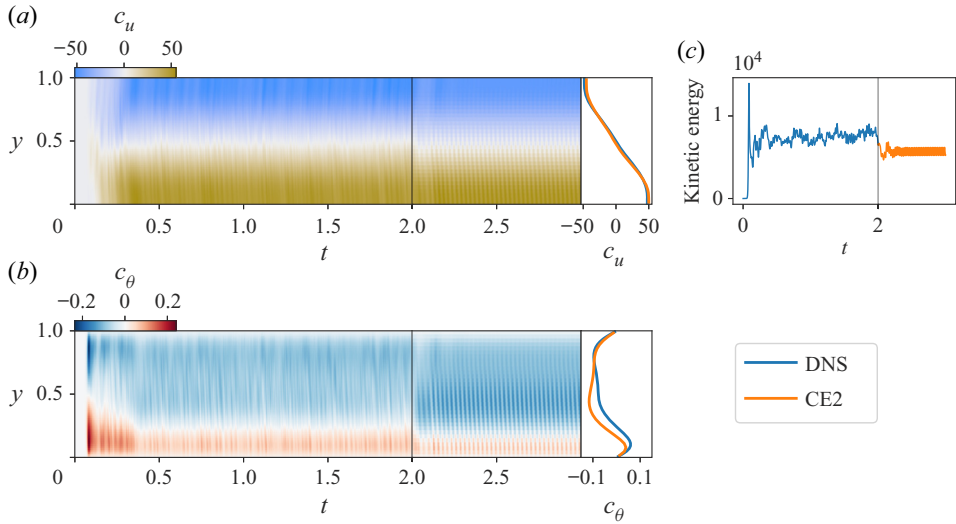 (a)
c_u
−50 0 50
1.0
0.5
y
0 0.5 1.0 1.5 2.0 2.5 −50 0 50
t c_u
(c)
10^4
1
0
Kinetic energy
0 2
t
(b)
c_θ
−0.2 0 0.2
1.0
0.5
y
0 0.5 1.0 1.5 2.0 2.5 −0.1 0.1
t c_θ
DNS
CE2